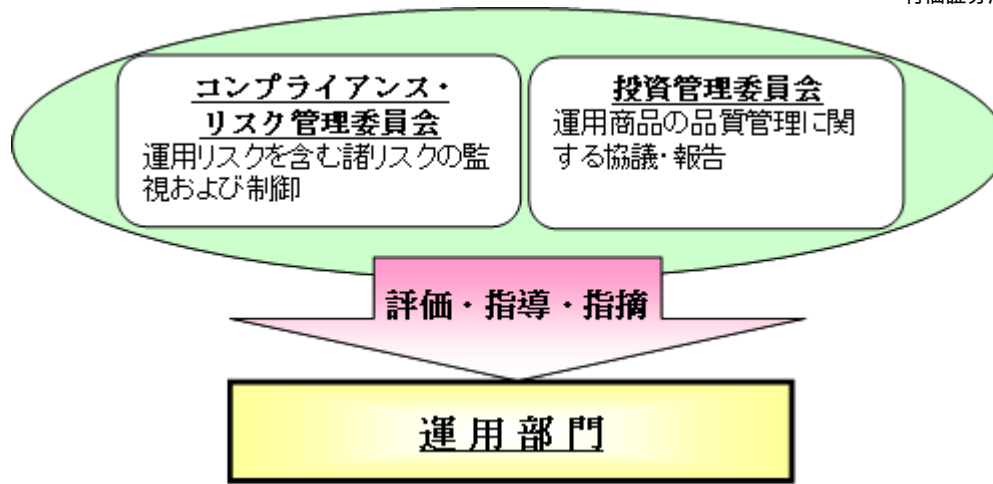 コンプライアンス・
リスク管理委員会
運用リスクを含む諸リスクの監
視および制御
投資管理委員会
運用商品の品質管理に関
する協議・報告
評価・指導・指摘
運用部門